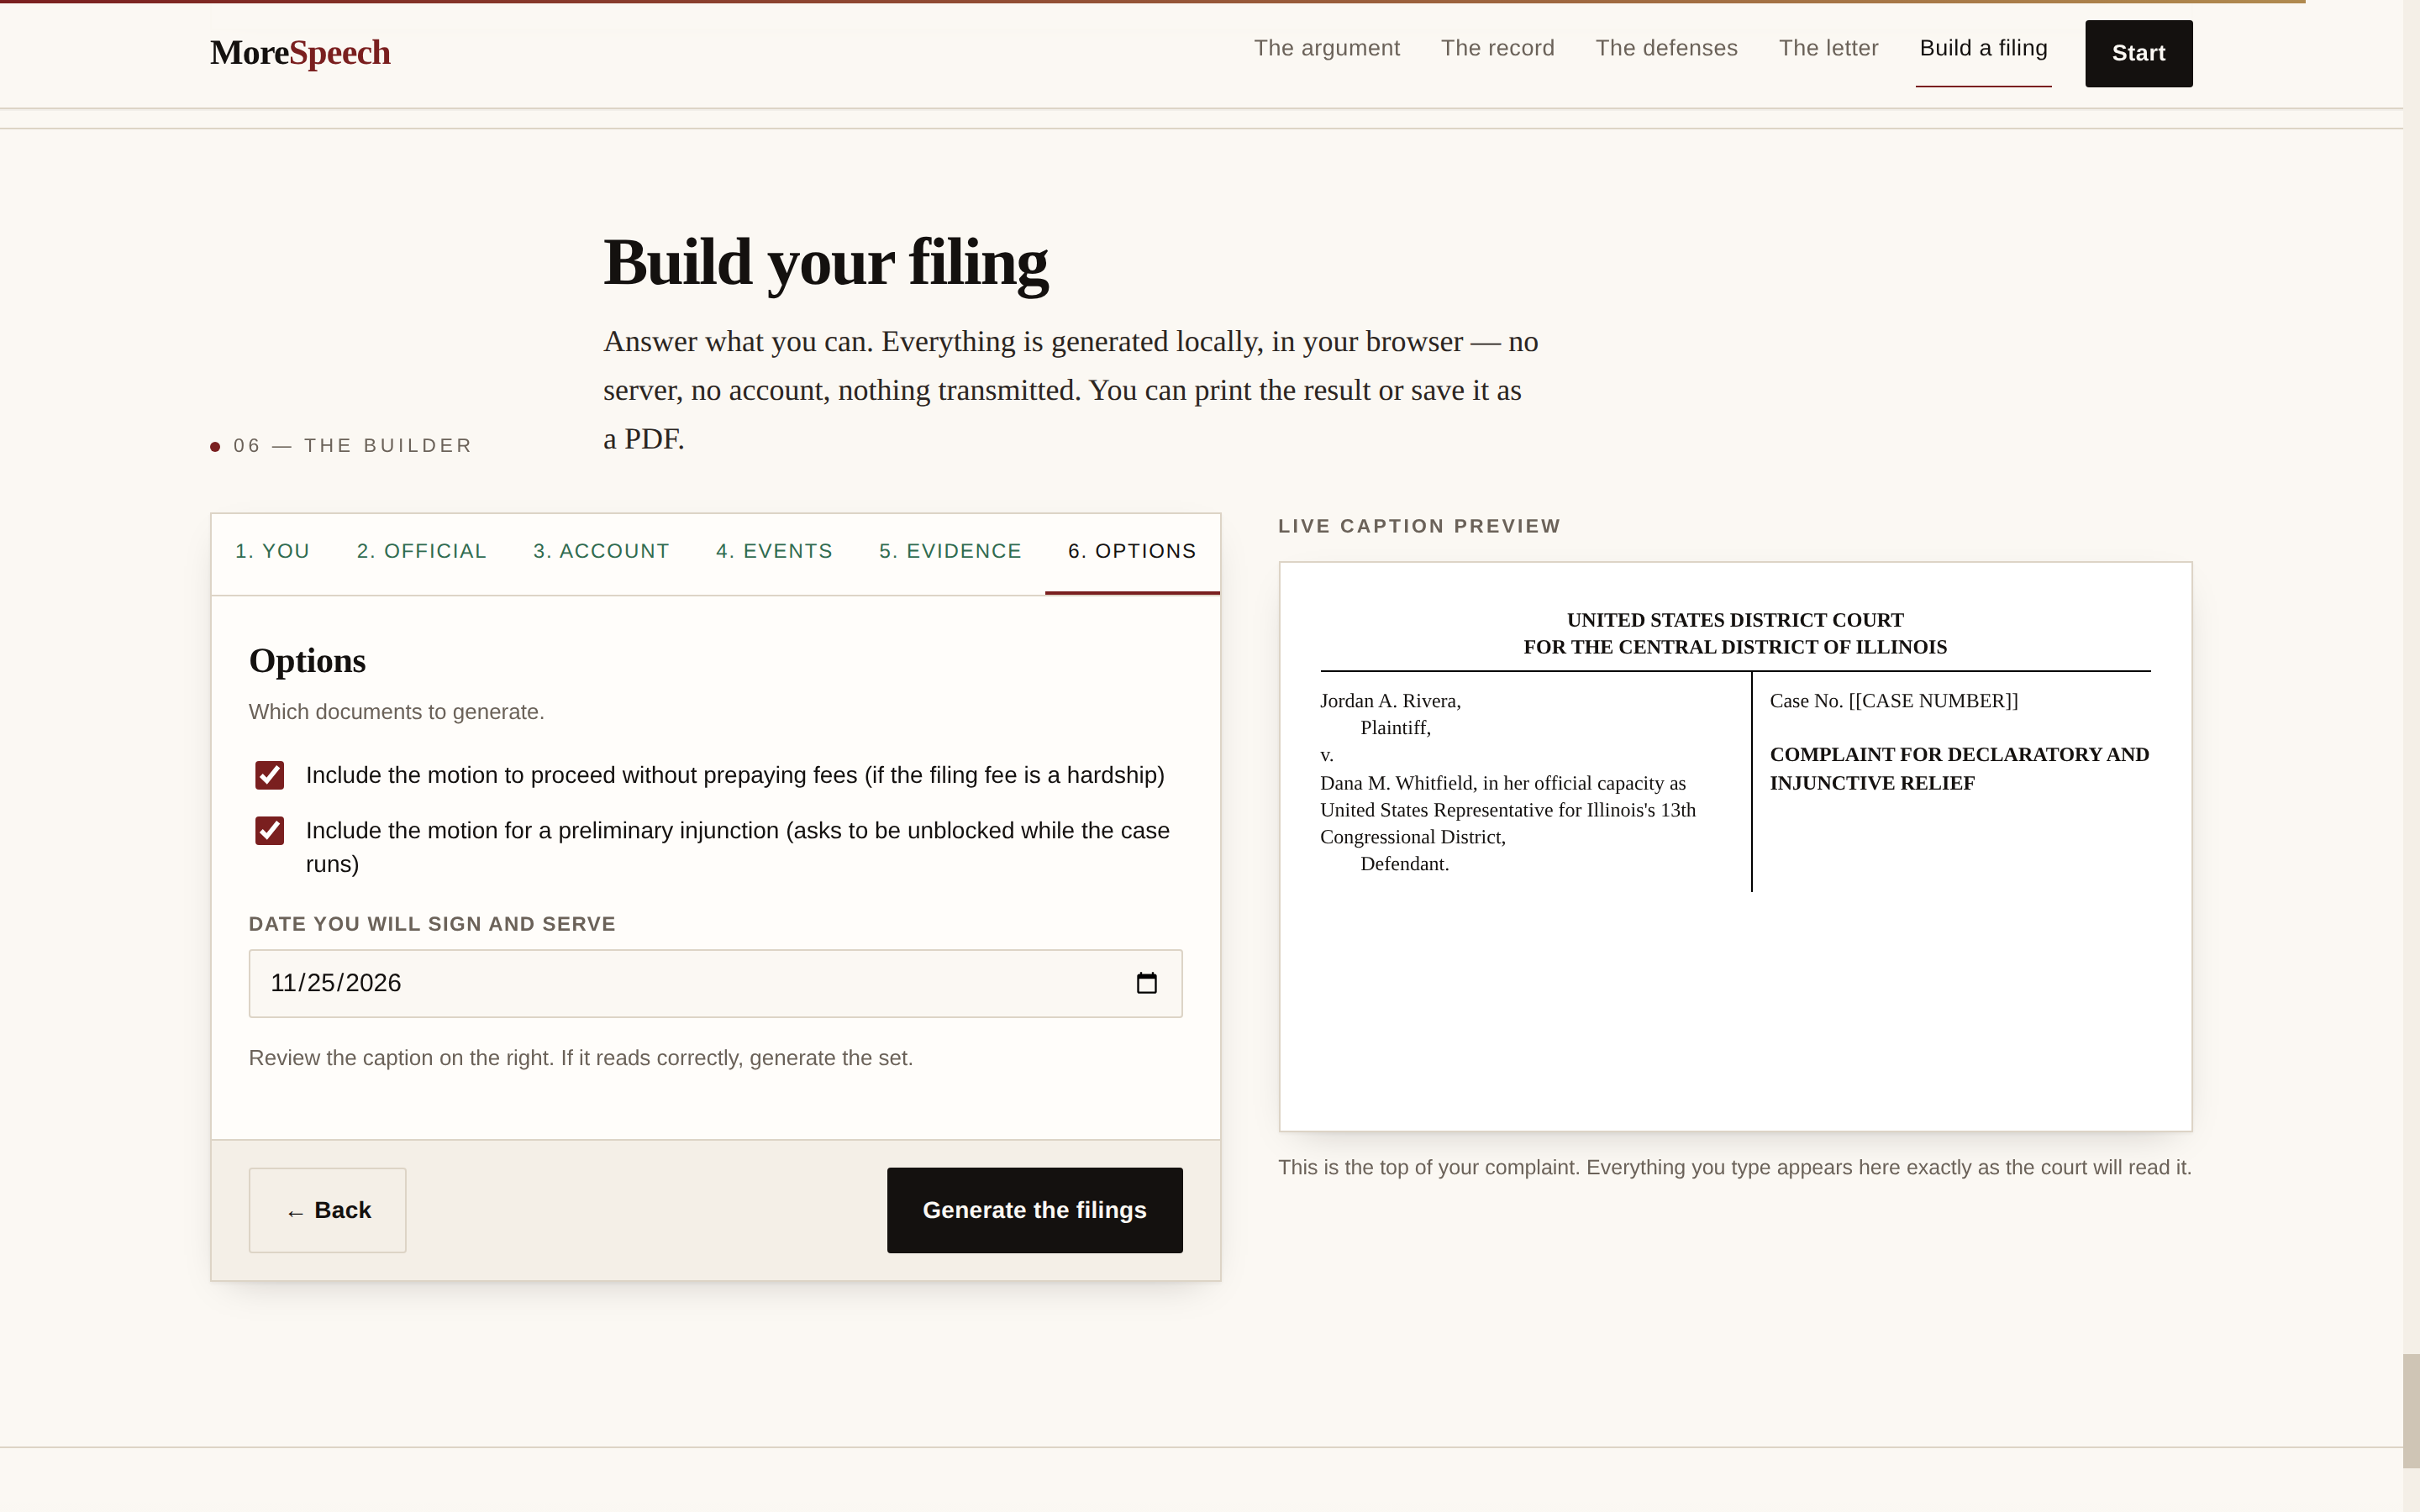 MoreSpeech
The argument
The record
The defenses
The letter
Build a filing
Start
Build your filing
Answer what you can. Everything is generated locally, in your browser — no
server, no account, nothing transmitted. You can print the result or save it as
a PDF.
06 — THE BUILDER
1. YOU
2. OFFICIAL
3. ACCOUNT
4. EVENTS
5. EVIDENCE
6. OPTIONS
Options
Which documents to generate.
Include the motion to proceed without prepaying fees (if the filing fee is a hardship)
Include the motion for a preliminary injunction (asks to be unblocked while the case
runs)
DATE YOU WILL SIGN AND SERVE
11/25/2026
Review the caption on the right. If it reads correctly, generate the set.
← Back
Generate the filings
LIVE CAPTION PREVIEW
UNITED STATES DISTRICT COURT
FOR THE CENTRAL DISTRICT OF ILLINOIS
Jordan A. Rivera,
Plaintiff,
v.
Dana M. Whitfield, in her official capacity as
United States Representative for Illinois's 13th
Congressional District,
Defendant.
Case No. [[CASE NUMBER]]
COMPLAINT FOR DECLARATORY AND
INJUNCTIVE RELIEF
This is the top of your complaint. Everything you type appears here exactly as the court will read it.